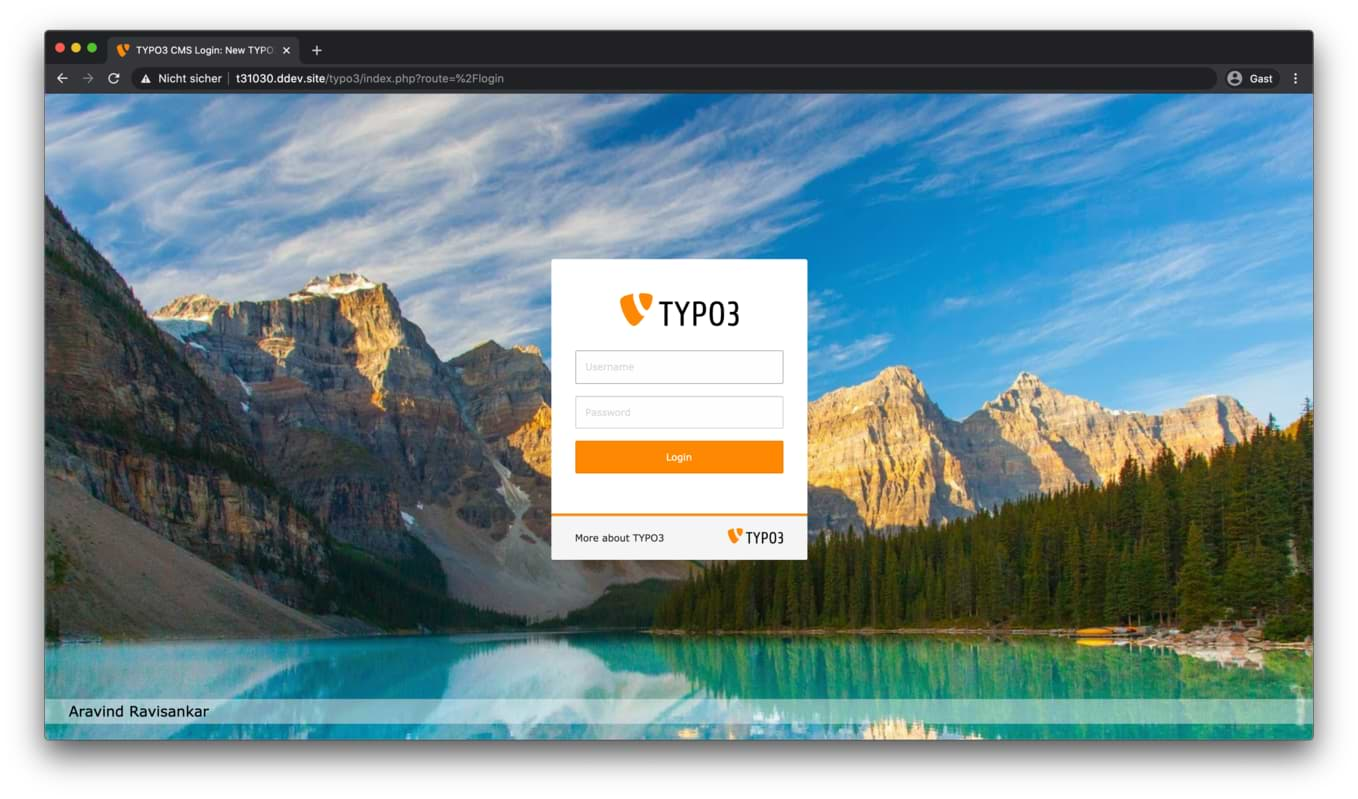 TYPO3 CMS Login: New TYPO
Nicht sicher t31030.ddev.site/typo3/index.php?route=%2Flogin
Gast
TYPO3
Username
Password
Login
More about TYPO3
TYPO3
Aravind Ravisankar